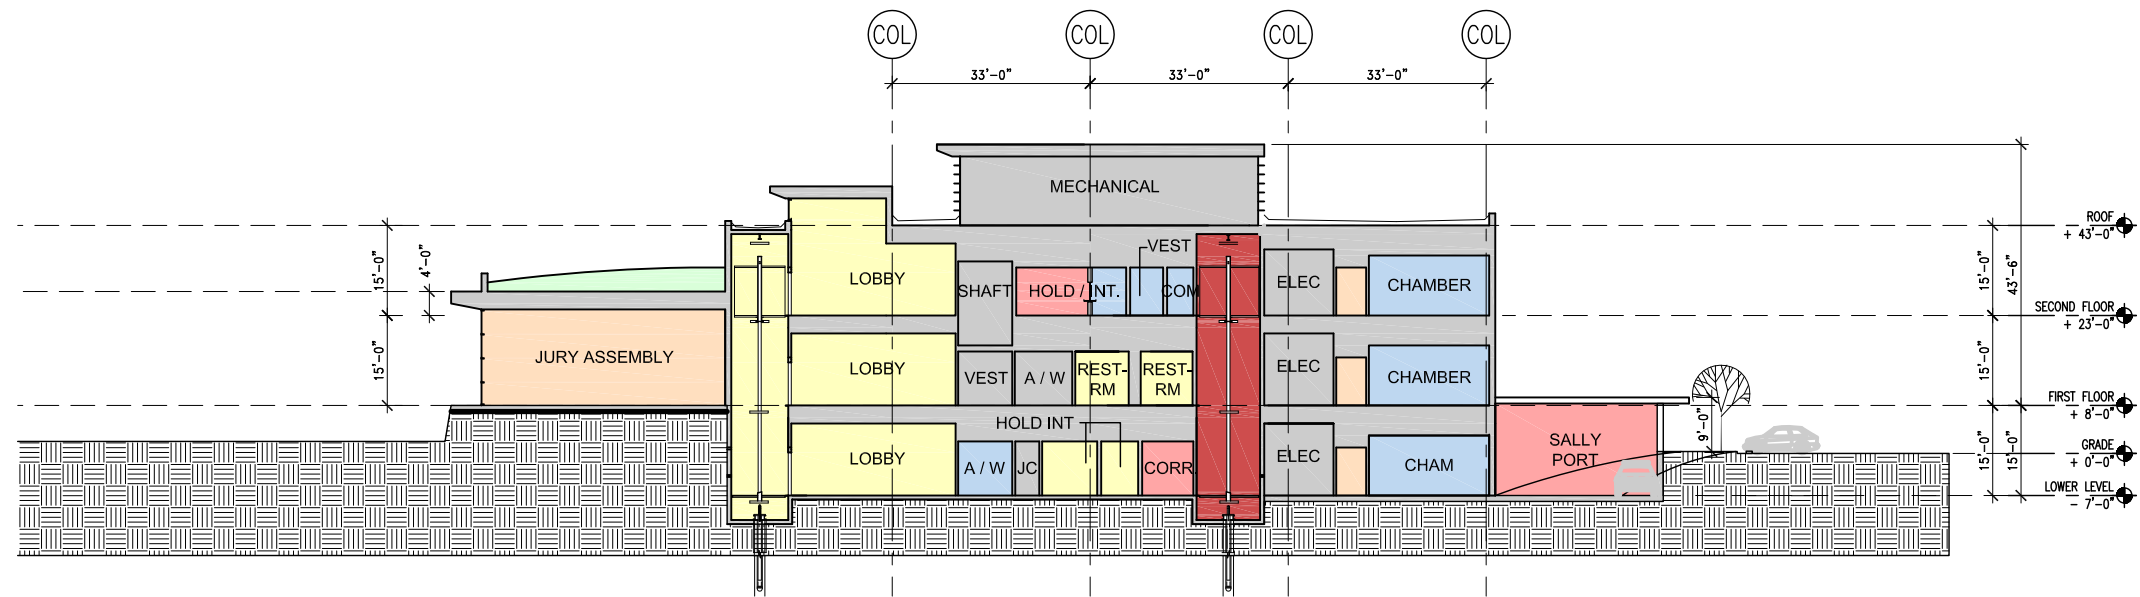 COL COL COL COL
33'-0" 33'-0" 33'-0"
MECHANICAL
ROOF
+ 43'-0"
15'-0"
4'-0"
VEST
LOBBY
SHAFT
HOLD / INT.
COM
ELEC
CHAMBER
15'-0"
43'-6"
SECOND FLOOR
+ 23'-0"
15'-0"
JURY ASSEMBLY
LOBBY
VEST
A / W
REST-
RM
REST-
RM
ELEC
CHAMBER
15'-0"
FIRST FLOOR
+ 8'-0"
HOLD INT
9'-0"
LOBBY
A / W
JC
CORR.
ELEC
CHAM
SALLY
PORT
15'-0"
15'-0"
GRADE
+ 0'-0"
LOWER LEVEL
- 7'-0"